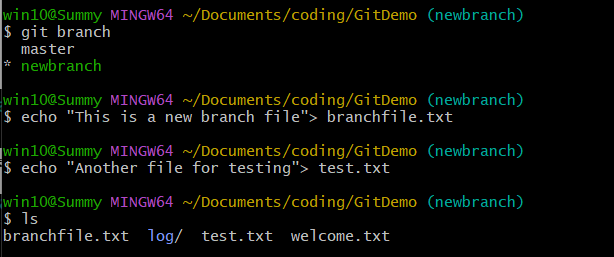 win10@Summy MINGW64 ~/Documents/coding/GitDemo (newbranch)
$ git branch
  master
* newbranch
win10@Summy MINGW64 ~/Documents/coding/GitDemo (newbranch)
$ echo "This is a new branch file"> branchfile.txt
win10@Summy MINGW64 ~/Documents/coding/GitDemo (newbranch)
$ echo "Another file for testing"> test.txt
win10@Summy MINGW64 ~/Documents/coding/GitDemo (newbranch)
$ ls
branchfile.txt  log/  test.txt  welcome.txt